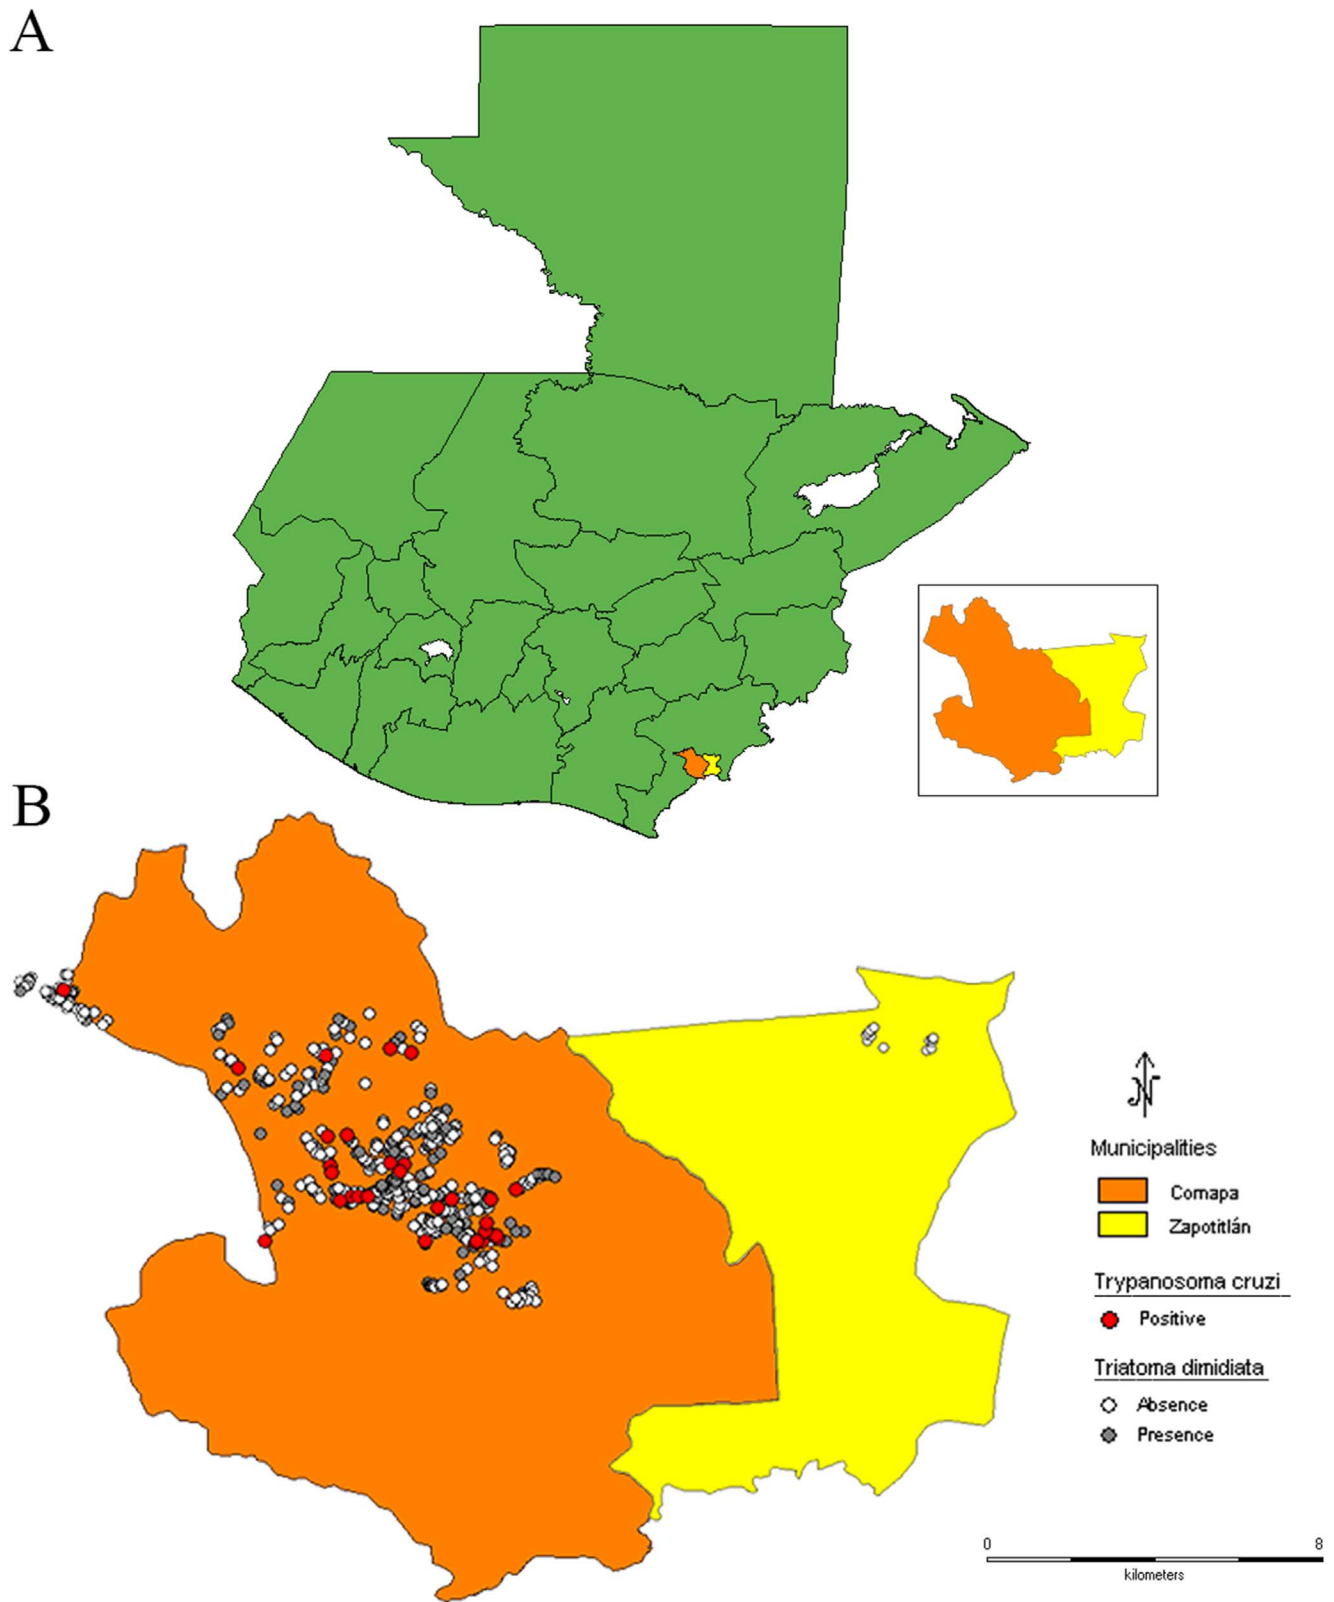 A
B
N
Municipalities
Comapa
Zapotitlán
Trypanosoma cruzi
Positive
Triatoma dimidiata
Absence
Presence
0 8
kilometers